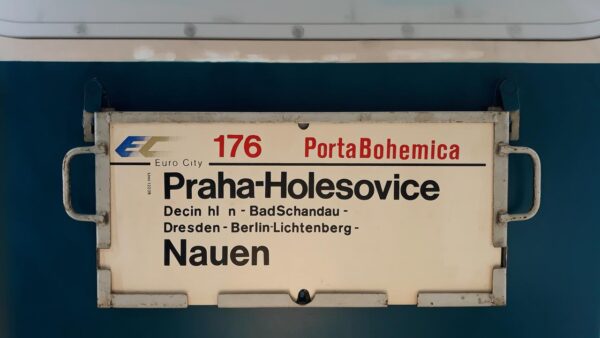 EC 176 PortaBohemica
Euro City
Praha-Holesovice
Decin hl n - BadSchandau -
Dresden - Berlin-Lichtenberg -
Nauen